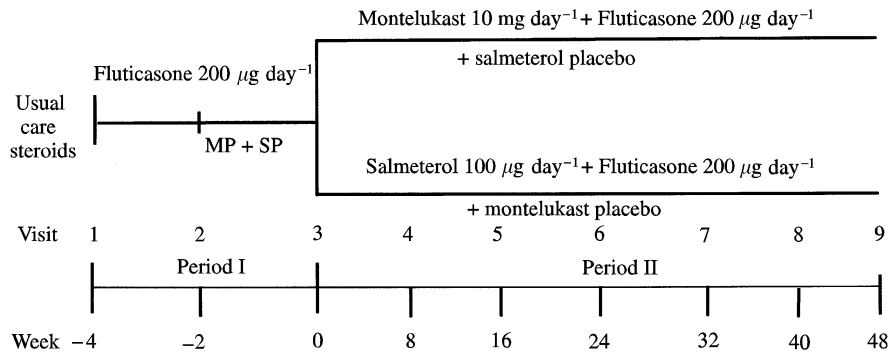 Montelukast 10 mg day⁻¹ + Fluticasone 200 μg day⁻¹
+ salmeterol placebo
Fluticasone 200 μg day⁻¹
Usual
care
steroids
MP + SP
Salmeterol 100 μg day⁻¹ + Fluticasone 200 μg day⁻¹
+ montelukast placebo
Visit 1 2 3 4 5 6 7 8 9
Period I Period II
Week −4 −2 0 8 16 24 32 40 48